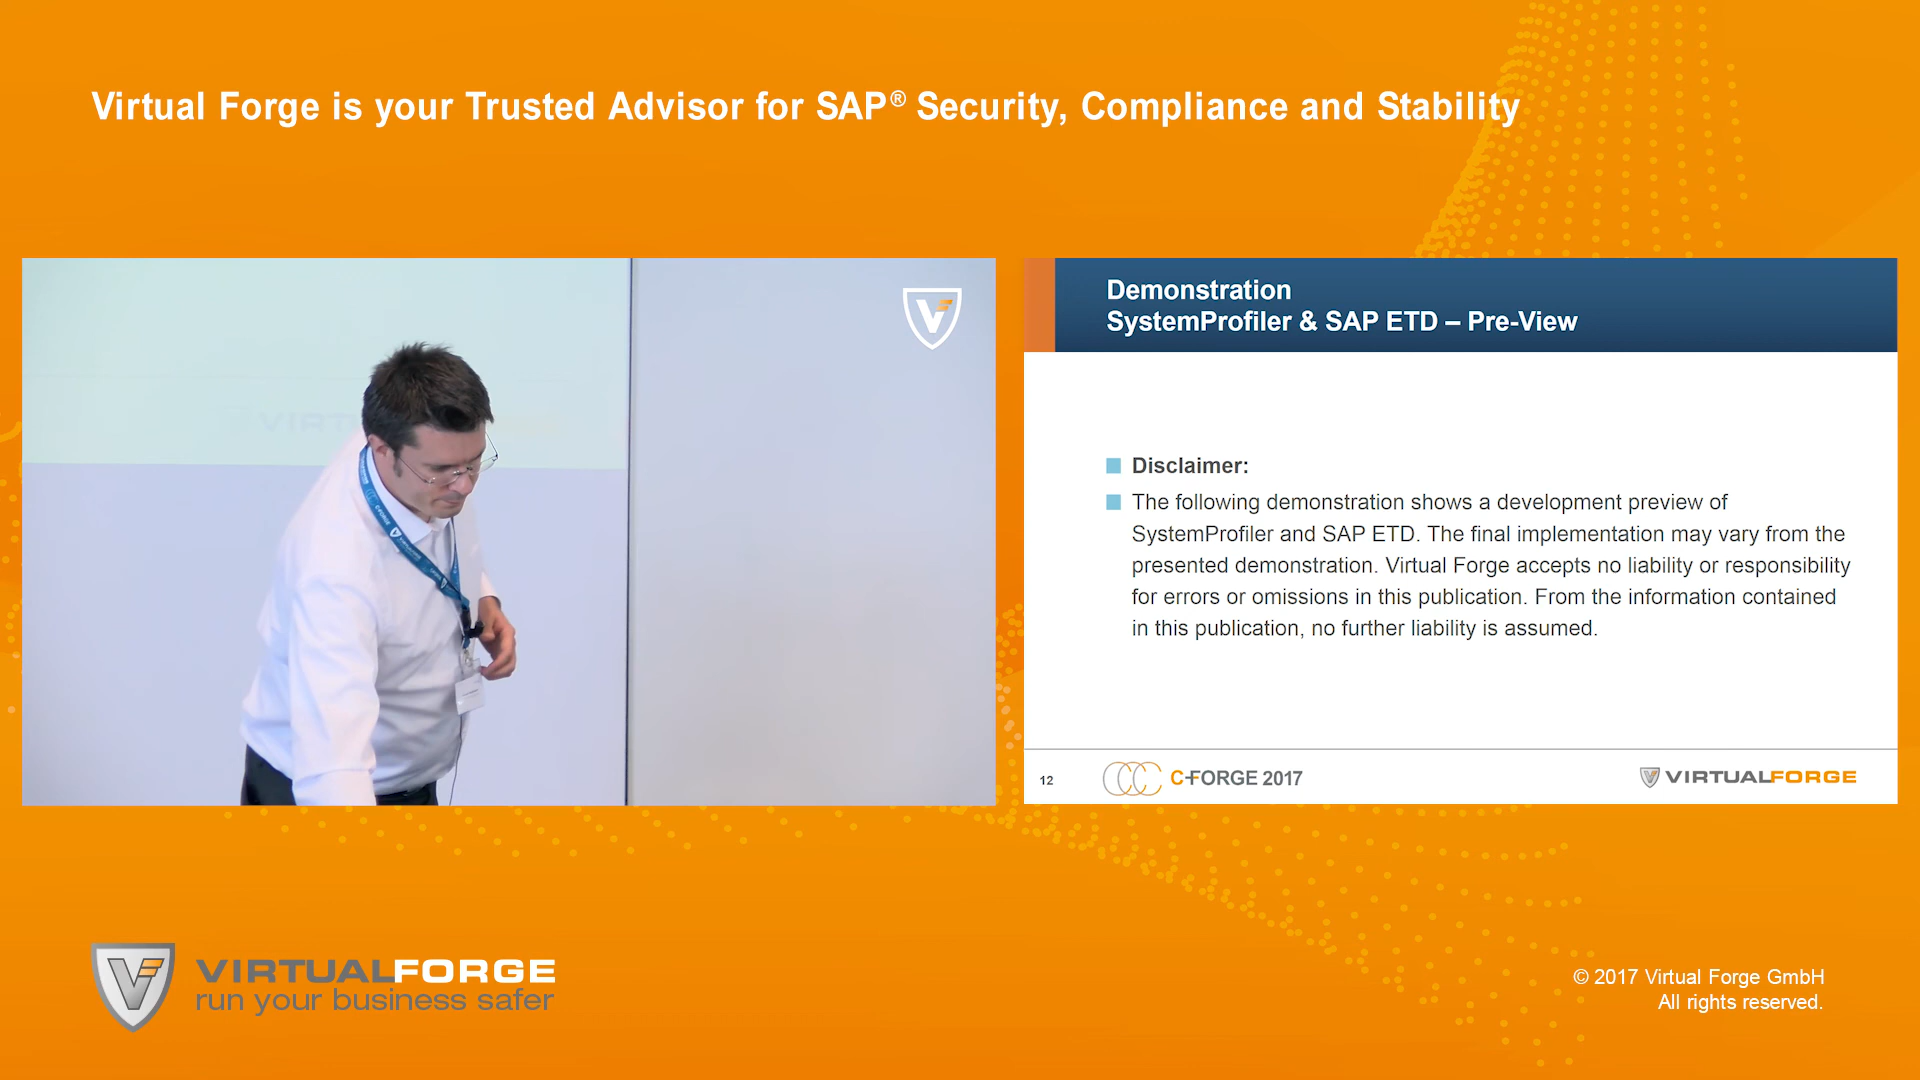 Virtual Forge is your Trusted Advisor for SAP® Security, Compliance and Stability
VIRT
Demonstration
SystemProfiler & SAP ETD – Pre-View
Disclaimer:
The following demonstration shows a development preview of
SystemProfiler and SAP ETD. The final implementation may vary from the
presented demonstration. Virtual Forge accepts no liability or responsibility
for errors or omissions in this publication. From the information contained
in this publication, no further liability is assumed.
12
C-FORGE 2017
VIRTUALFORGE
VIRTUALFORGE
run your business safer
© 2017 Virtual Forge GmbH
All rights reserved.